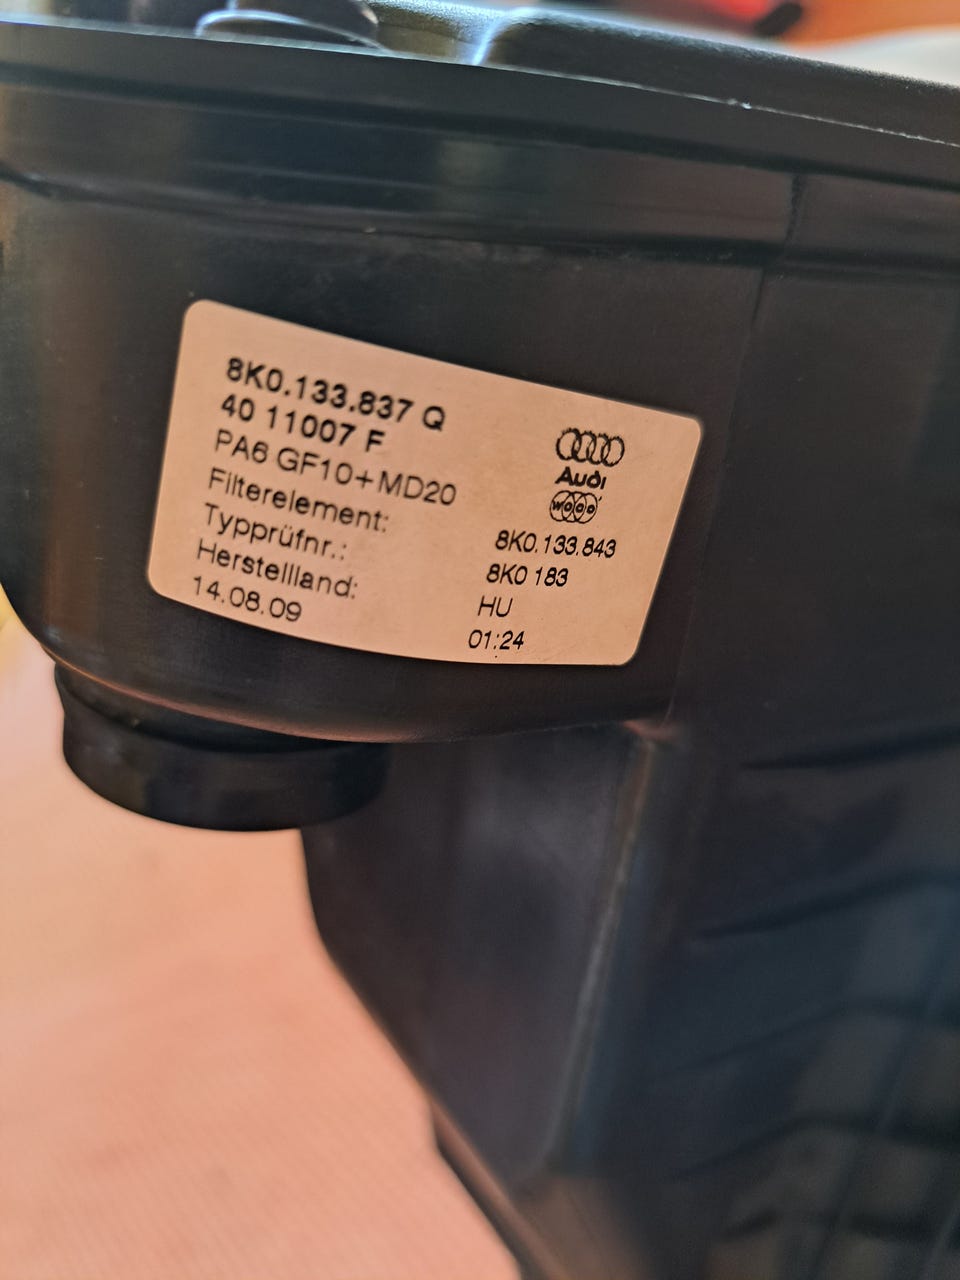 8K0.133.837 Q
40 11007 F
PA6 GF10+MD20
Audi
Filterelement: 8K0.133.843
Typprüfnr.: 8K0 183
Herstellland: HU
14.08.09 01:24